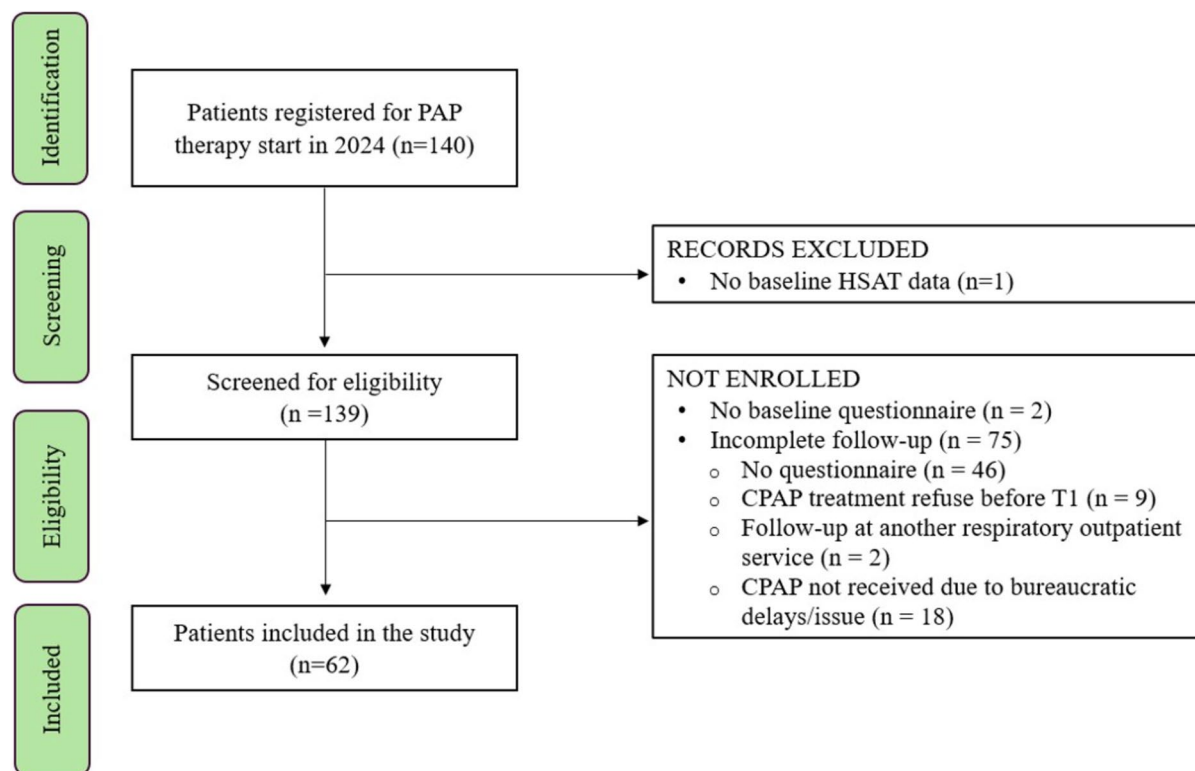 Identification
Patients registered for PAP
therapy start in 2024 (n=140)
Screening
RECORDS EXCLUDED
• No baseline HSAT data (n=1)
Screened for eligibility
(n =139)
NOT ENROLLED
• No baseline questionnaire (n = 2)
• Incomplete follow-up (n = 75)
o No questionnaire (n = 46)
o CPAP treatment refuse before T1 (n = 9)
o Follow-up at another respiratory outpatient
service (n = 2)
o CPAP not received due to bureaucratic
delays/issue (n = 18)
Eligibility
Patients included in the study
(n=62)
Included